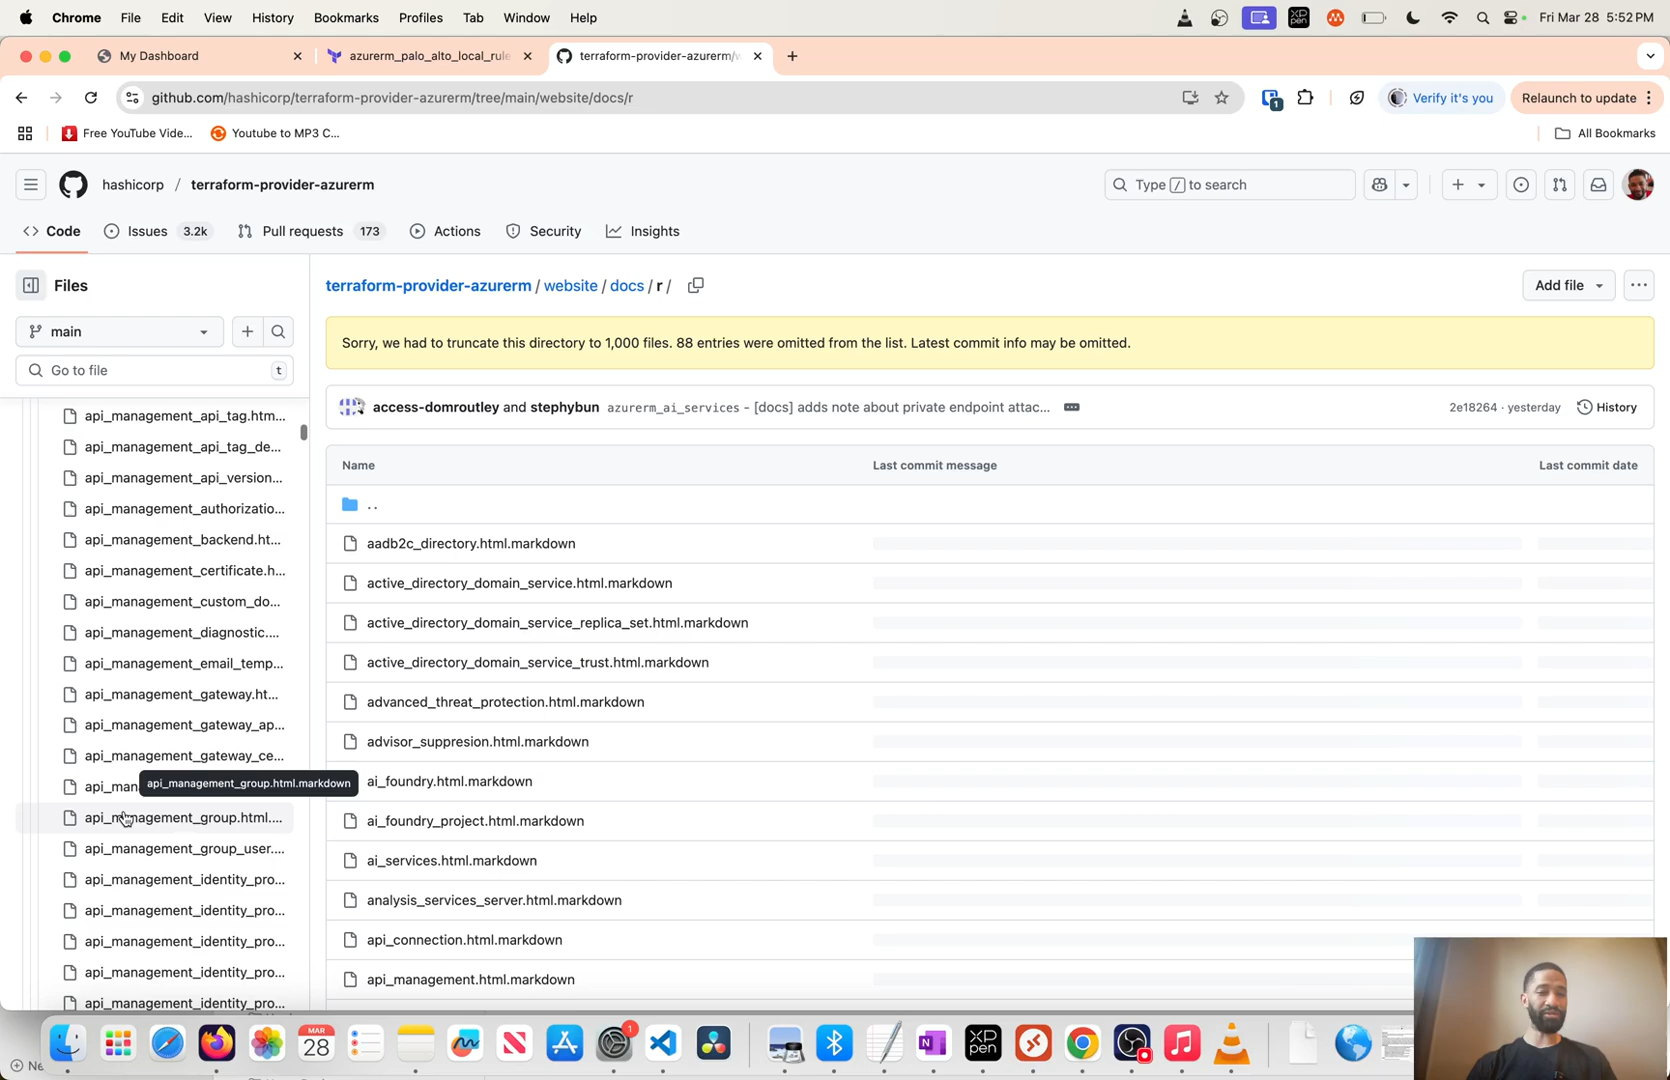 Chrome File Edit View History Bookmarks Profiles Tab Window Help Fri Mar 28 5:52 PM
My Dashboard azurerm_palo_alto_local_rule terraform-provider-azurerm/w
github.com/hashicorp/terraform-provider-azurerm/tree/main/website/docs/r 1 Verify it's you Relaunch to update
Free YouTube Vide... Youtube to MP3 C... All Bookmarks
hashicorp / terraform-provider-azurerm Type / to search
Code Issues 3.2k Pull requests 173 Actions Security Insights
Files
terraform-provider-azurerm / website / docs / r / Add file
main
Go to file t
Sorry, we had to truncate this directory to 1,000 files. 88 entries were omitted from the list. Latest commit info may be omitted.
access-domroutley and stephybun azurerm_ai_services - [docs] adds note about private endpoint attac... 2e18264 · yesterday History
Name Last commit message Last commit date
..
aadb2c_directory.html.markdown
active_directory_domain_service.html.markdown
active_directory_domain_service_replica_set.html.markdown
active_directory_domain_service_trust.html.markdown
advanced_threat_protection.html.markdown
advisor_suppresion.html.markdown
ai_foundry.html.markdown
ai_foundry_project.html.markdown
ai_services.html.markdown
analysis_services_server.html.markdown
api_connection.html.markdown
api_management.html.markdown
api_management_api_tag.htm...
api_management_api_tag_de...
api_management_api_version...
api_management_authorizatio...
api_management_backend.ht...
api_management_certificate.h...
api_management_custom_do...
api_management_diagnostic....
api_management_email_temp...
api_management_gateway.ht...
api_management_gateway_ap...
api_management_gateway_ce...
api_man
api_management_group.html.markdown
api_management_group.html....
api_management_group_user....
api_management_identity_pro...
api_management_identity_pro...
api_management_identity_pro...
api_management_identity_pro...
api_management_identity_pro...
MAR
28
1
XP
pen
Ne